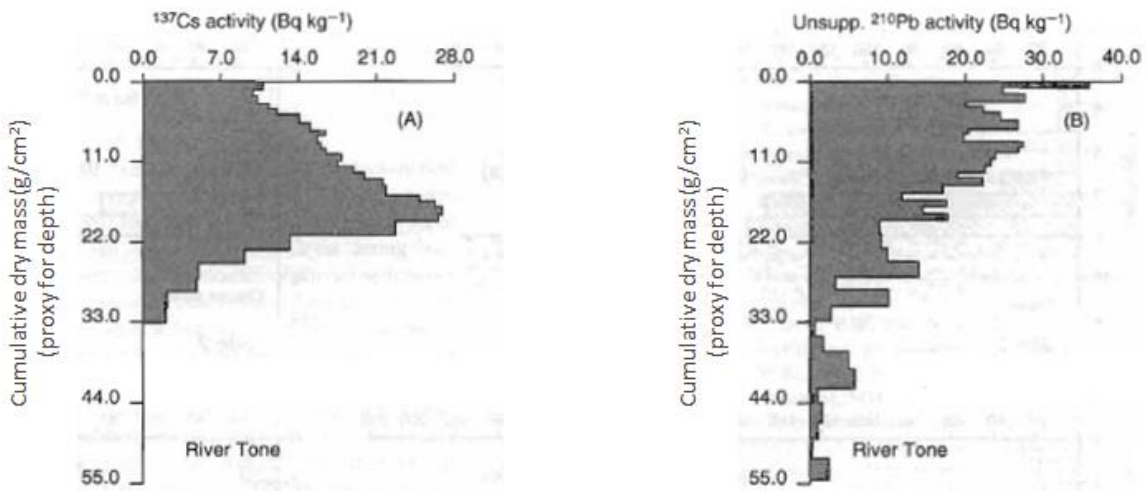 ¹³⁷Cs activity (Bq kg⁻¹)
0.0 7.0 14.0 21.0 28.0
0.0
11.0
22.0
33.0
44.0
55.0
Cumulative dry mass (g/cm²)
(proxy for depth)
(A)
River Tone
Unsupp. ²¹⁰Pb activity (Bq kg⁻¹)
0.0 10.0 20.0 30.0 40.0
0.0
11.0
22.0
33.0
44.0
55.0
Cumulative dry mass (g/cm²)
(proxy for depth)
(B)
River Tone